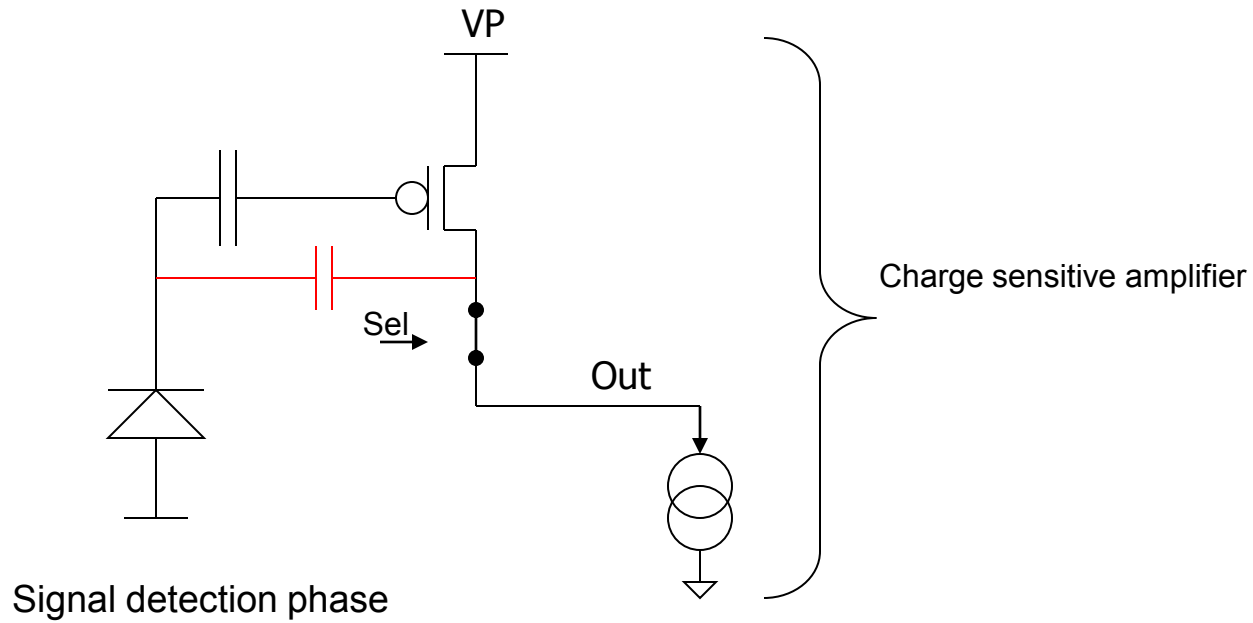 VP
Charge sensitive amplifier
Sel
Out
Signal detection phase